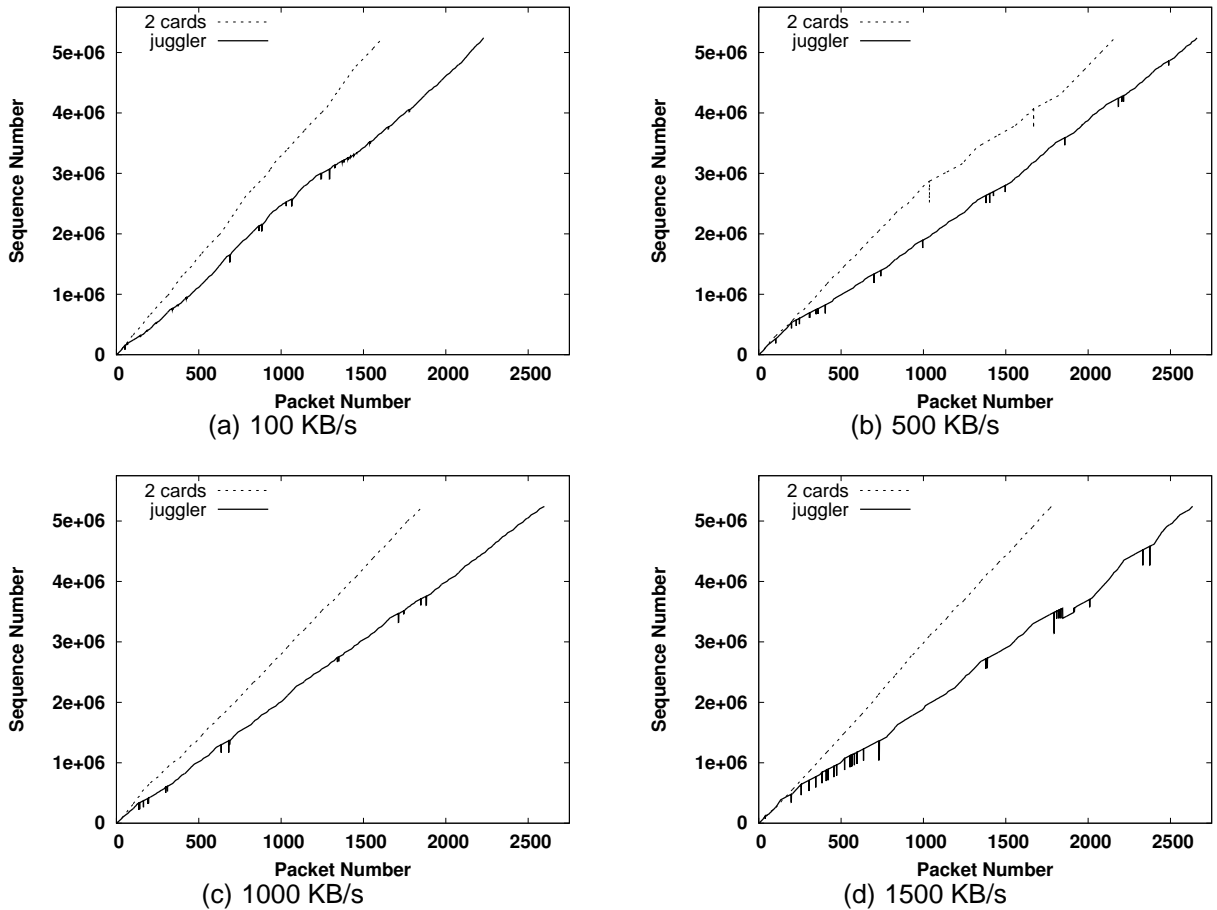 2 cards
juggler
5e+06
4e+06
3e+06
2e+06
1e+06
0
Sequence Number
0 500 1000 1500 2000 2500
Packet Number
(a) 100 KB/s
2 cards
juggler
5e+06
4e+06
3e+06
2e+06
1e+06
0
Sequence Number
0 500 1000 1500 2000 2500
Packet Number
(b) 500 KB/s
2 cards
juggler
5e+06
4e+06
3e+06
2e+06
1e+06
0
Sequence Number
0 500 1000 1500 2000 2500
Packet Number
(c) 1000 KB/s
2 cards
juggler
5e+06
4e+06
3e+06
2e+06
1e+06
0
Sequence Number
0 500 1000 1500 2000 2500
Packet Number
(d) 1500 KB/s